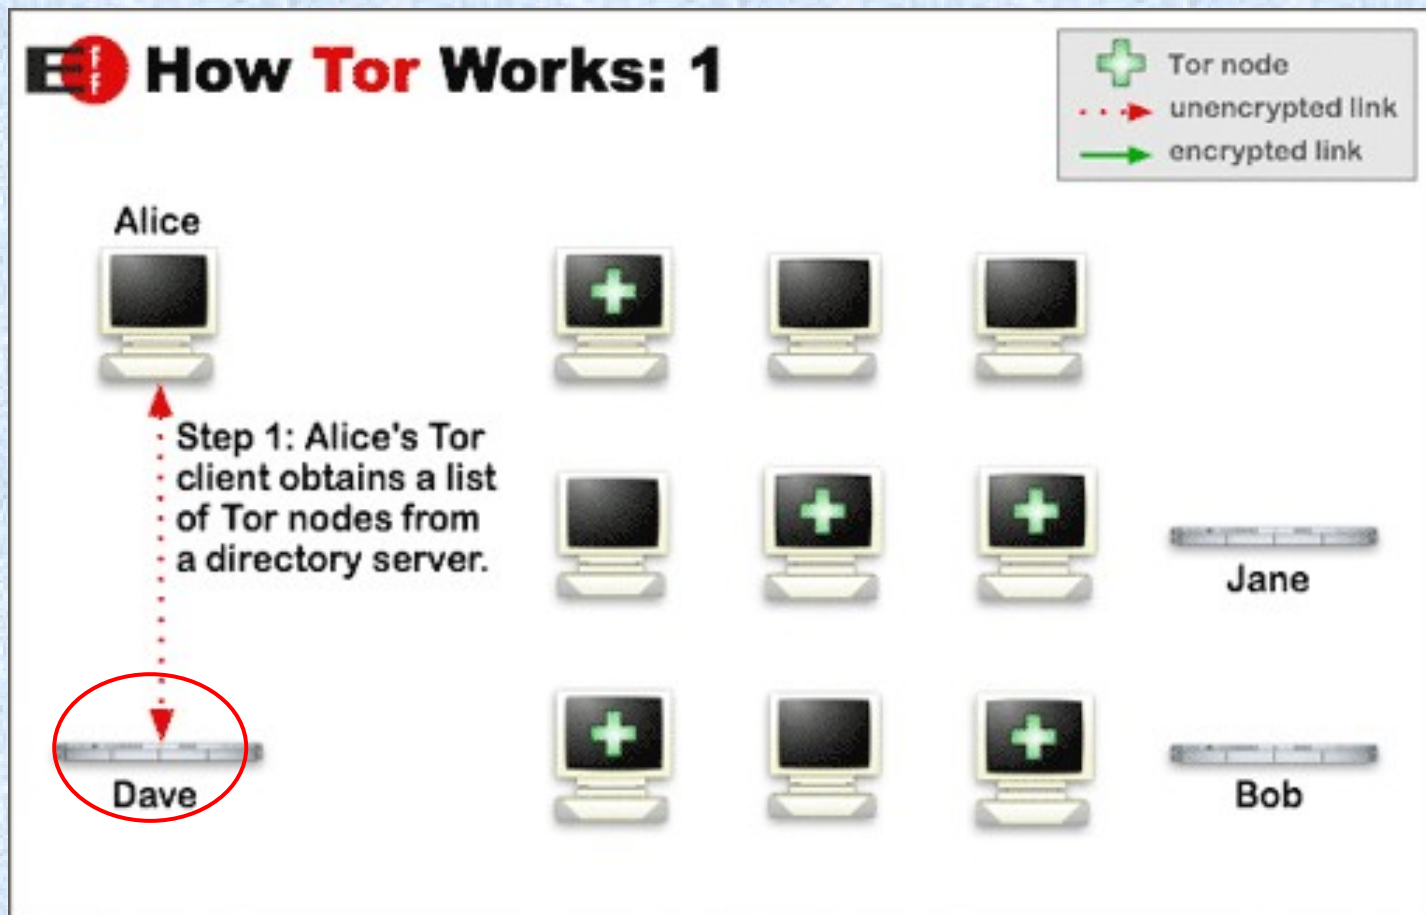 EFF How Tor Works: 1
Tor node
unencrypted link
encrypted link
Alice
Step 1: Alice's Tor
client obtains a list
of Tor nodes from
a directory server.
Jane
Dave
Bob